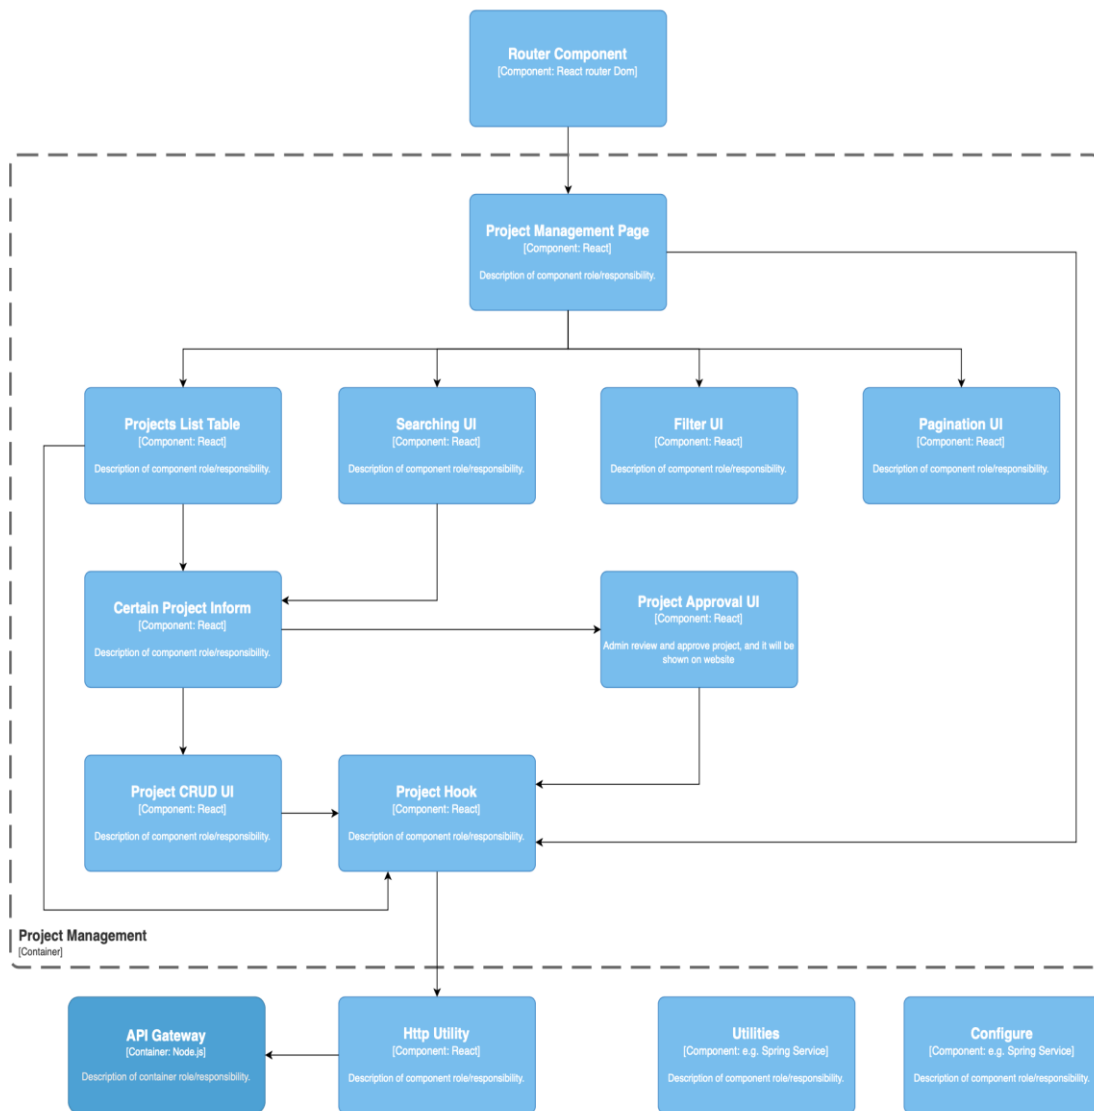 Router Component
[Component: React router Dom]
Project Management Page
[Component: React]
Description of component role/responsibility.
Projects List Table
[Component: React]
Description of component role/responsibility.
Searching UI
[Component: React]
Description of component role/responsibility.
Filter UI
[Component: React]
Description of component role/responsibility.
Pagination UI
[Component: React]
Description of component role/responsibility.
Certain Project Inform
[Component: React]
Description of component role/responsibility.
Project Approval UI
[Component: React]
Admin review and approve project, and it will be
shown on website
Project CRUD UI
[Component: React]
Description of component role/responsibility.
Project Hook
[Component: React]
Description of component role/responsibility.
Project Management
[Container]
API Gateway
[Container: Node.js]
Description of container role/responsibility.
Http Utility
[Component: React]
Description of component role/responsibility.
Utilities
[Component: e.g. Spring Service]
Description of component role/responsibility.
Configure
[Component: e.g. Spring Service]
Description of component role/responsibility.